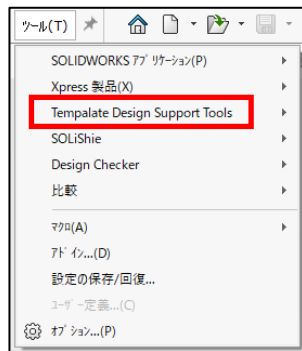 ツール(T)
SOLIDWORKS アプリケーション(P)
Xpress 製品(X)
Tempalate Design Support Tools
SOLiShie
Design Checker
比較
マクロ(A)
アドイン...(D)
設定の保存/回復...
ユーザー定義...(C)
オプション...(P)